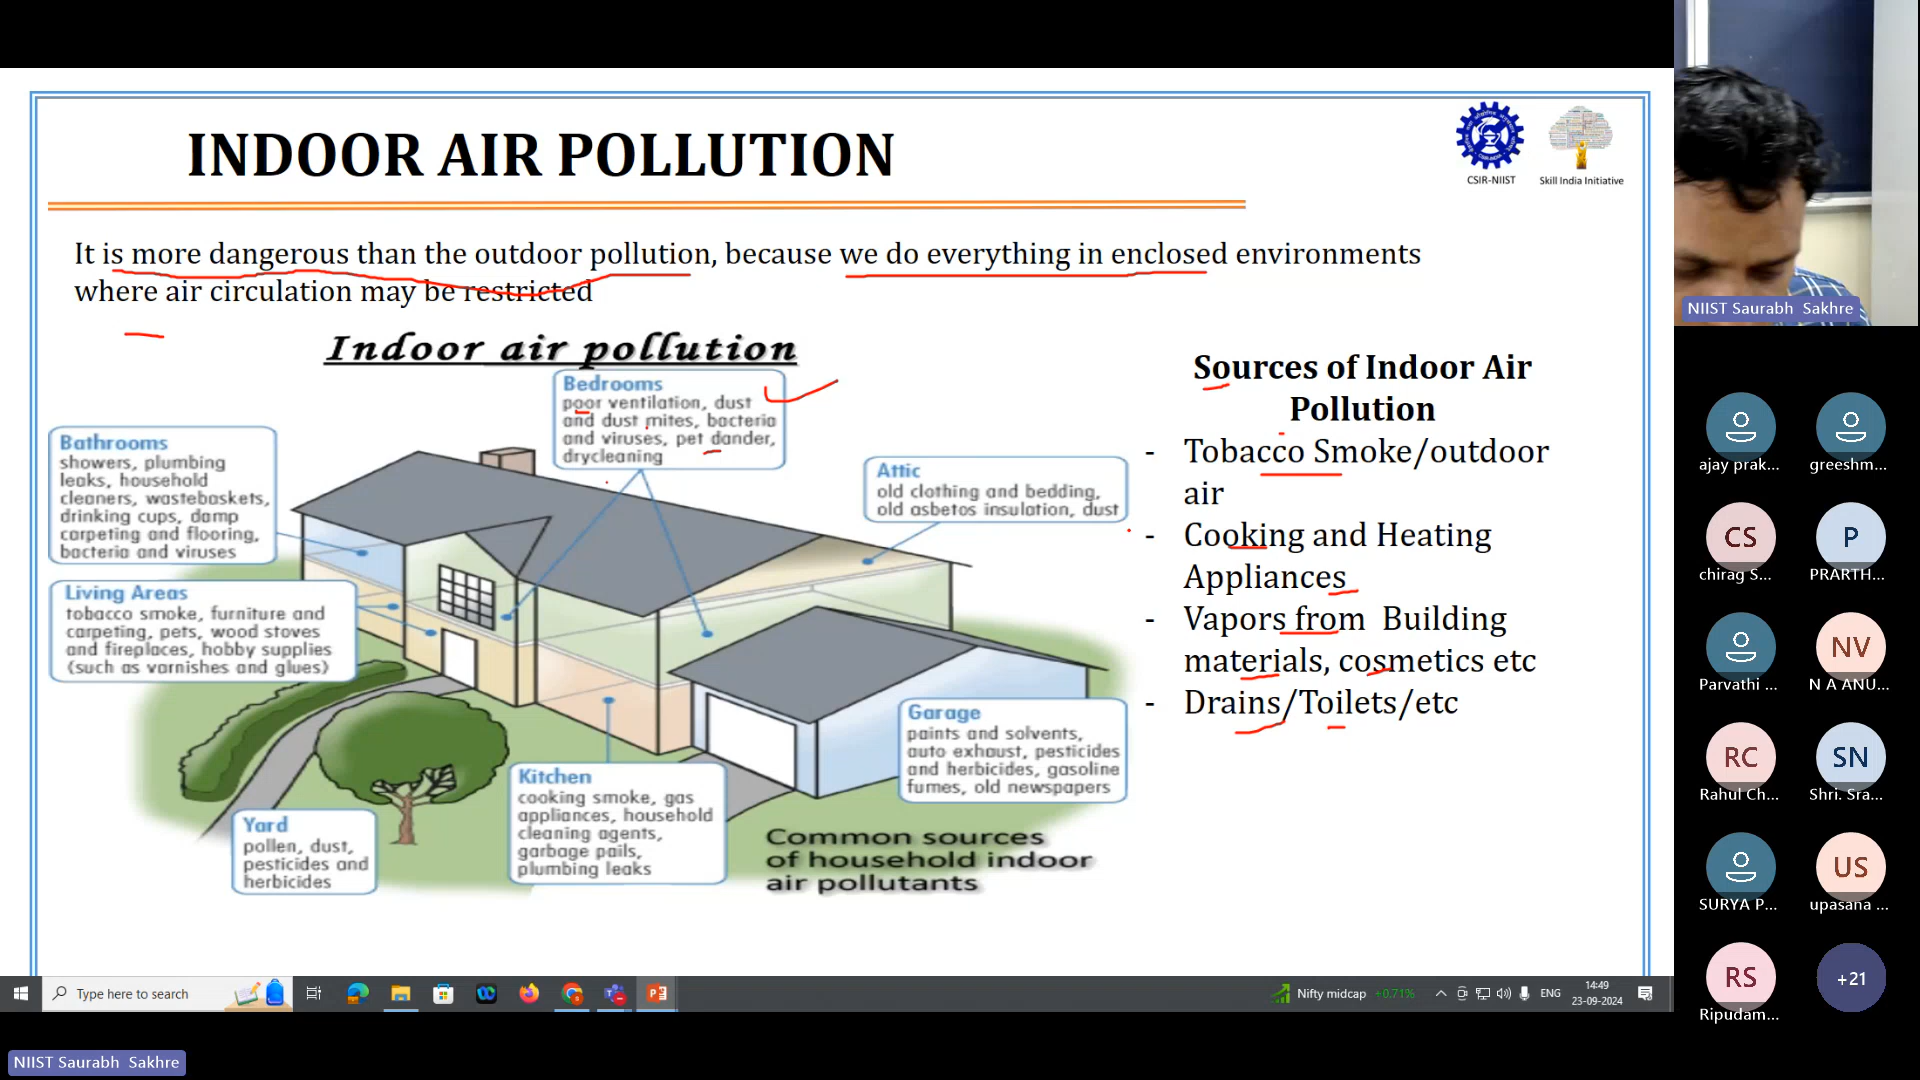 INDOOR AIR POLLUTION
CSIR-NIIST
Skill India Initiative
It is more dangerous than the outdoor pollution, because we do everything in enclosed environments
where air circulation may be restricted
Indoor air pollution
Bedrooms
poor ventilation, dust
and dust mites, bacteria
and viruses, pet dander,
drycleaning
Bathrooms
showers, plumbing
leaks, household
cleaners, wastebaskets,
drinking cups, damp
carpeting and flooring,
bacteria and viruses
Attic
old clothing and bedding,
old asbetos insulation, dust
Living Areas
tobacco smoke, furniture and
carpeting, pets, wood stoves
and fireplaces, hobby supplies
(such as varnishes and glues)
Garage
paints and solvents,
auto exhaust, pesticides
and herbicides, gasoline
fumes, old newspapers
Kitchen
cooking smoke, gas
appliances, household
cleaning agents,
garbage pails,
plumbing leaks
Yard
pollen, dust,
pesticides and
herbicides
Common sources
of household indoor
air pollutants
Sources of Indoor Air
Pollution
- Tobacco Smoke/outdoor
air
- Cooking and Heating
Appliances
- Vapors from Building
materials, cosmetics etc
- Drains/Toilets/etc
NIIST Saurabh Sakhre
ajay prak...
greeshm...
CS
chirag S...
P
PRARTH...
Parvathi ...
NV
N A ANU...
RC
Rahul Ch...
SN
Shri. Sra...
SURYA P...
US
upasana ...
RS
Ripudam...
+21
Type here to search
Nifty midcap +0.71%
ENG
14:49
23-09-2024
NIIST Saurabh Sakhre